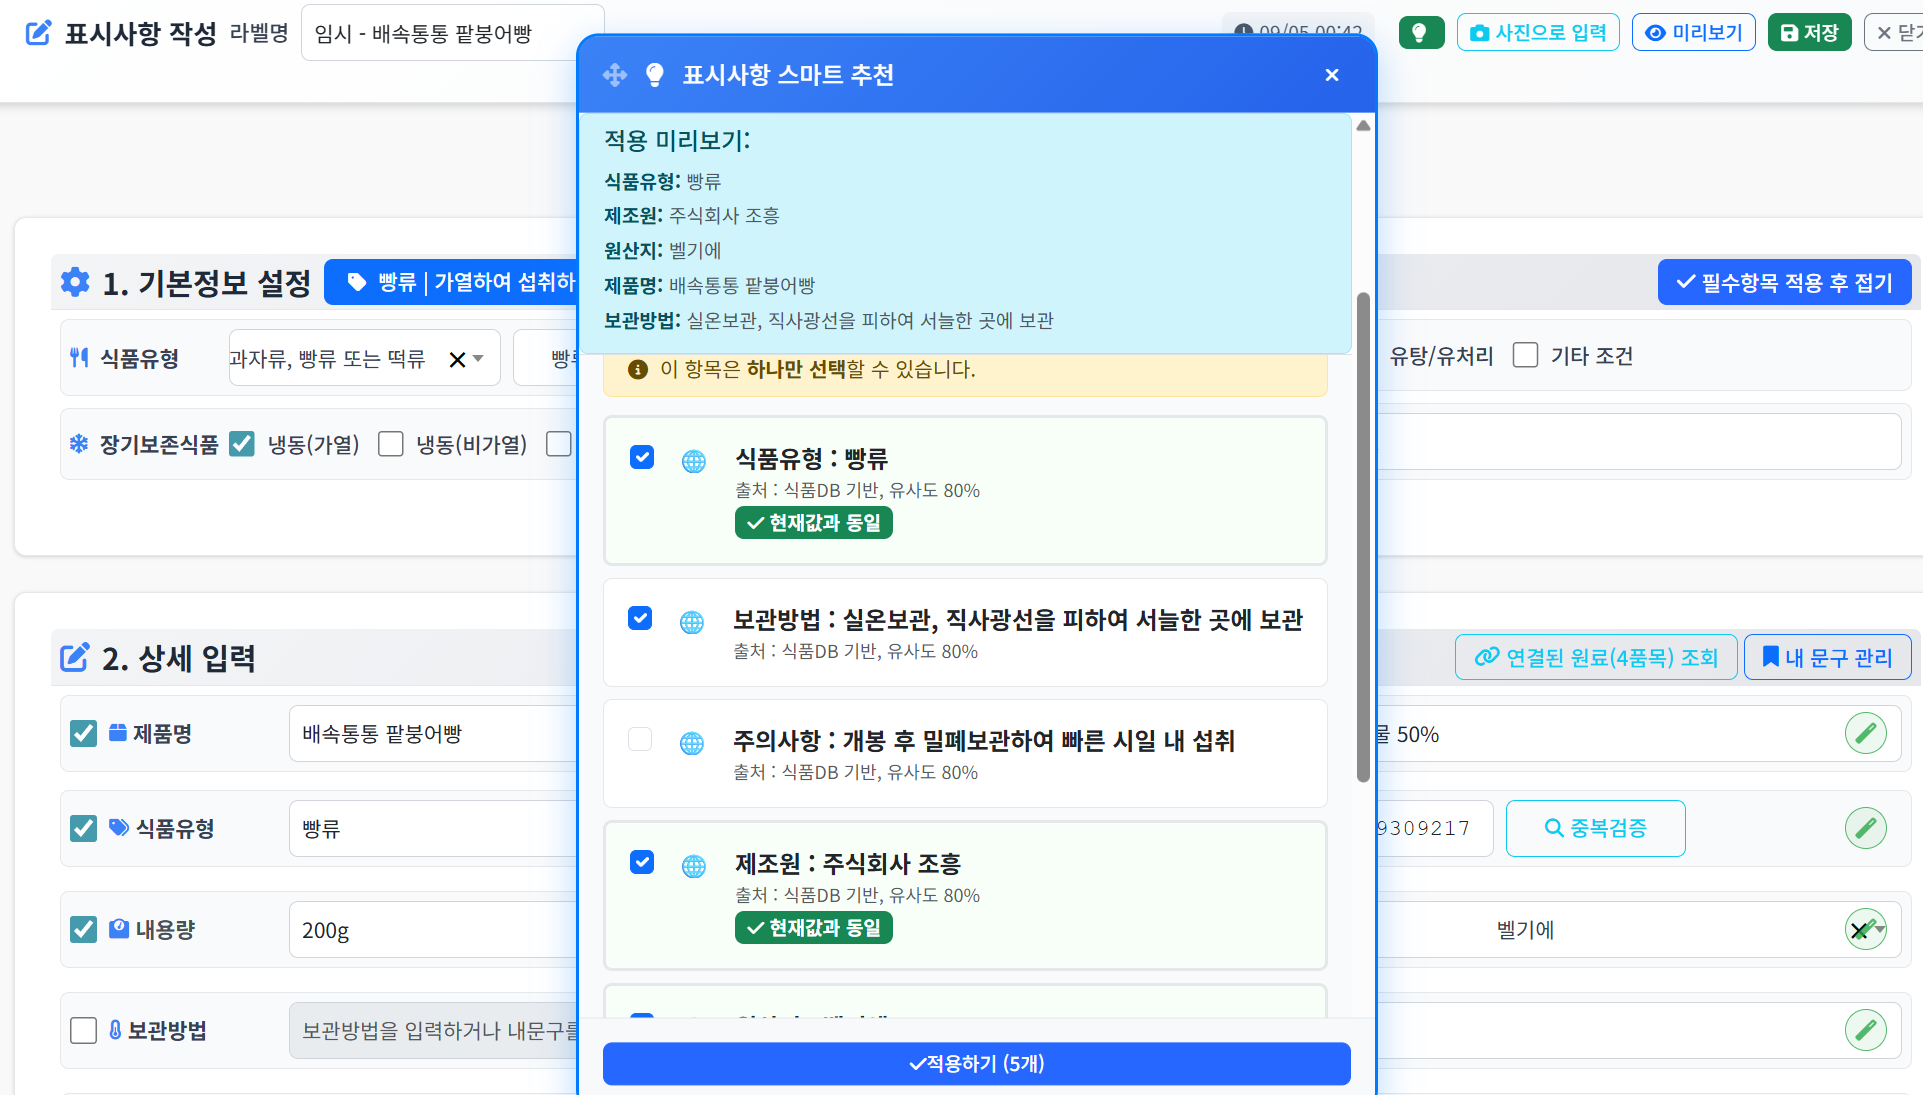 표시사항 작성
라벨명
임시 - 배속통통 팥붕어빵
09/05 00:42
사진으로 입력
미리보기
저장
닫기
표시사항 스마트 추천
적용 미리보기:
식품유형: 빵류
제조원: 주식회사 조흥
원산지: 벨기에
제품명: 배속통통 팥붕어빵
보관방법: 실온보관, 직사광선을 피하여 서늘한 곳에 보관
이 항목은 하나만 선택할 수 있습니다.
식품유형 : 빵류
출처 : 식품DB 기반, 유사도 80%
현재값과 동일
보관방법 : 실온보관, 직사광선을 피하여 서늘한 곳에 보관
출처 : 식품DB 기반, 유사도 80%
주의사항 : 개봉 후 밀폐보관하여 빠른 시일 내 섭취
출처 : 식품DB 기반, 유사도 80%
제조원 : 주식회사 조흥
출처 : 식품DB 기반, 유사도 80%
현재값과 동일
적용하기 (5개)
1. 기본정보 설정
빵류 | 가열하여 섭취하
필수항목 적용 후 접기
식품유형
과자류, 빵류 또는 떡류
유탕/유처리
기타 조건
장기보존식품
냉동(가열)
냉동(비가열)
2. 상세 입력
연결된 원료(4품목) 조회
내 문구 관리
제품명
배속통통 팥붕어빵
50%
식품유형
빵류
9309217
중복검증
내용량
200g
벨기에
보관방법
보관방법을 입력하거나 내문구를